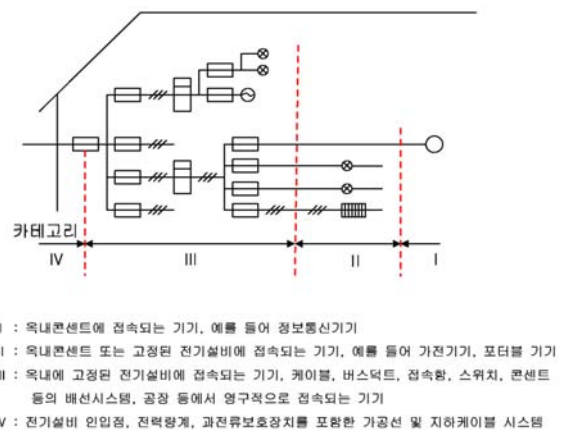 카테고리
IV III II I
I : 옥내콘센트에 접속되는 기기, 예를 들어 정보통신기기
I : 옥내콘센트 또는 고정된 전기설비에 접속되는 기기, 예를 들어 가전기기, 포터블 기기
II : 옥내에 고정된 전기설비에 접속되는 기기, 케이블, 버스덕트, 접속함, 스위치, 콘센트
등의 배선시스템, 공장 등에서 영구적으로 접속되는 기기
V : 전기설비 인입점, 전력량계, 과전류보호장치를 포함한 가공선 및 지하케이블 시스템